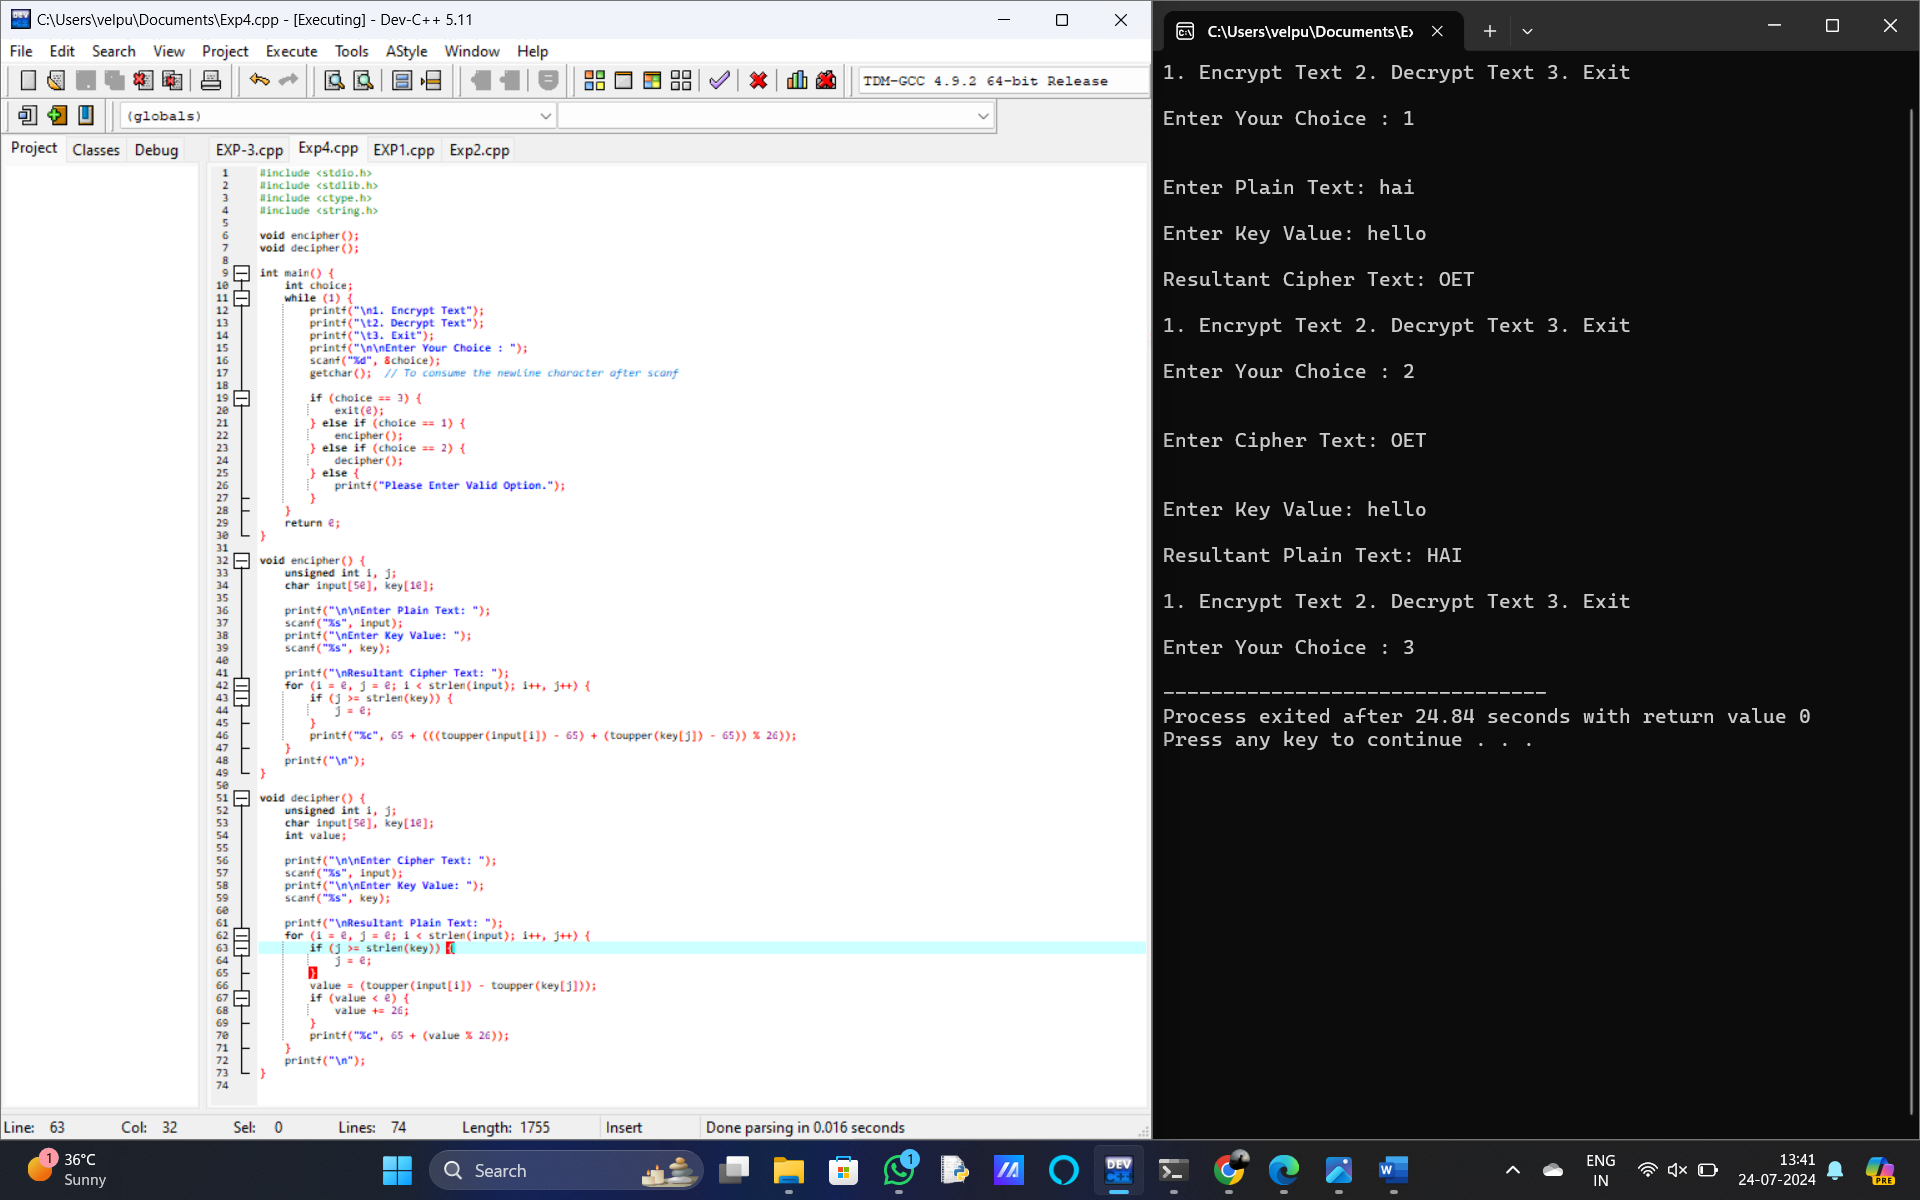 C:\Users\velpu\Documents\Exp4.cpp - [Executing] - Dev-C++ 5.11
File Edit Search View Project Execute Tools AStyle Window Help
TDM-GCC 4.9.2 64-bit Release
(globals)
Project Classes Debug
EXP-3.cpp Exp4.cpp EXP1.cpp Exp2.cpp
1 #include <stdio.h>
2 #include <stdlib.h>
3 #include <ctype.h>
4 #include <string.h>
5
6 void encipher();
7 void decipher();
8
9 int main() {
10 int choice;
11 while (1) {
12 printf("\n1. Encrypt Text");
13 printf("\t2. Decrypt Text");
14 printf("\t3. Exit");
15 printf("\n\nEnter Your Choice : ");
16 scanf("%d", &choice);
17 getchar(); // To consume the newline character after scanf
18
19 if (choice == 3) {
20 exit(0);
21 } else if (choice == 1) {
22 encipher();
23 } else if (choice == 2) {
24 decipher();
25 } else {
26 printf("Please Enter Valid Option.");
27 }
28 }
29 return 0;
30 }
31
32 void encipher() {
33 unsigned int i, j;
34 char input[50], key[10];
35
36 printf("\n\nEnter Plain Text: ");
37 scanf("%s", input);
38 printf("\nEnter Key Value: ");
39 scanf("%s", key);
40
41 printf("\nResultant Cipher Text: ");
42 for (i = 0, j = 0; i < strlen(input); i++, j++) {
43 if (j >= strlen(key)) {
44 j = 0;
45 }
46 printf("%c", 65 + (((toupper(input[i]) - 65) + (toupper(key[j]) - 65)) % 26));
47 }
48 printf("\n");
49 }
50
51 void decipher() {
52 unsigned int i, j;
53 char input[50], key[10];
54 int value;
55
56 printf("\n\nEnter Cipher Text: ");
57 scanf("%s", input);
58 printf("\n\nEnter Key Value: ");
59 scanf("%s", key);
60
61 printf("\nResultant Plain Text: ");
62 for (i = 0, j = 0; i < strlen(input); i++, j++) {
63 if (j >= strlen(key)) {
64 j = 0;
65 }
66 value = (toupper(input[i]) - toupper(key[j]));
67 if (value < 0) {
68 value += 26;
69 }
70 printf("%c", 65 + (value % 26));
71 }
72 printf("\n");
73 }
74
Line: 63 Col: 32 Sel: 0 Lines: 74 Length: 1755 Insert Done parsing in 0.016 seconds
C:\Users\velpu\Documents\Ex
1. Encrypt Text 2. Decrypt Text 3. Exit
Enter Your Choice : 1
Enter Plain Text: hai
Enter Key Value: hello
Resultant Cipher Text: OET
1. Encrypt Text 2. Decrypt Text 3. Exit
Enter Your Choice : 2
Enter Cipher Text: OET
Enter Key Value: hello
Resultant Plain Text: HAI
1. Encrypt Text 2. Decrypt Text 3. Exit
Enter Your Choice : 3
--------------------------------
Process exited after 24.84 seconds with return value 0
Press any key to continue . . .
1
36°C
Sunny
Search
1
DEV
C++
W
PRE
ENG
IN
13:41
24-07-2024